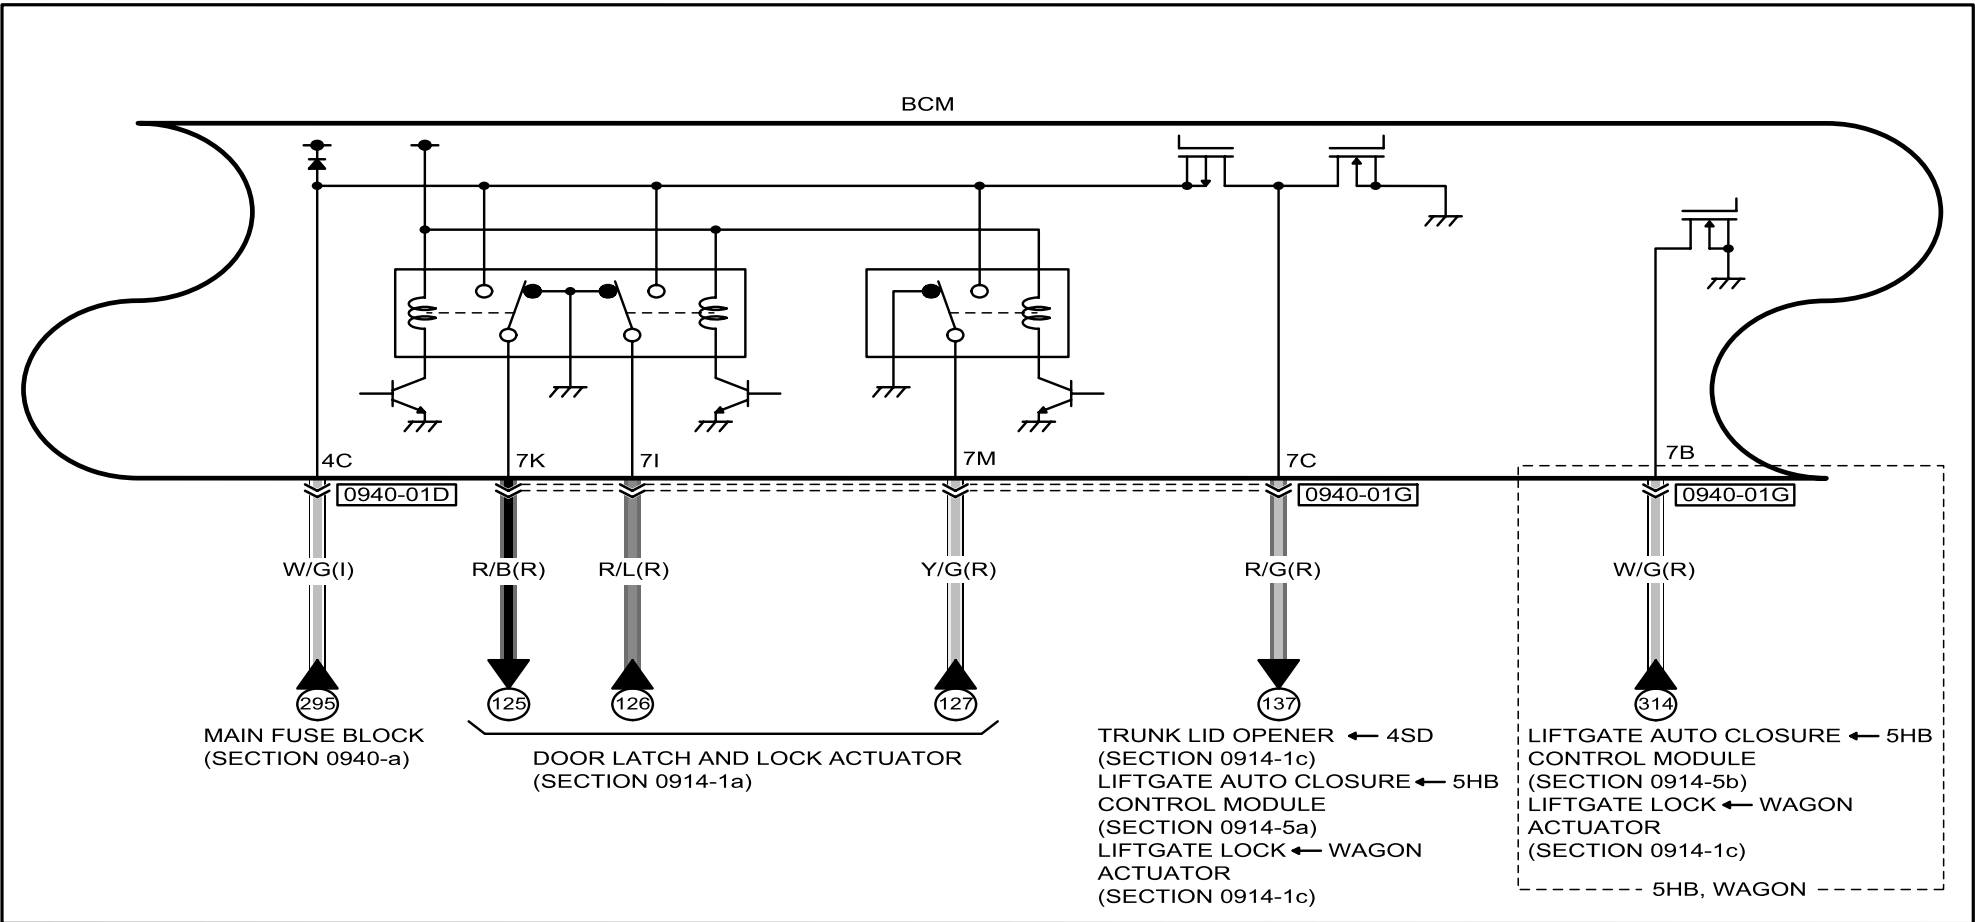 BCM
4C
7K
7I
7M
7C
7B
0940-01D
0940-01G
0940-01G
W/G(I)
R/B(R)
R/L(R)
Y/G(R)
R/G(R)
W/G(R)
295
125
126
127
137
314
MAIN FUSE BLOCK
(SECTION 0940-a)
DOOR LATCH AND LOCK ACTUATOR
(SECTION 0914-1a)
TRUNK LID OPENER ← 4SD
(SECTION 0914-1c)
LIFTGATE AUTO CLOSURE ← 5HB
CONTROL MODULE
(SECTION 0914-5a)
LIFTGATE LOCK ← WAGON
ACTUATOR
(SECTION 0914-1c)
LIFTGATE AUTO CLOSURE ← 5HB
CONTROL MODULE
(SECTION 0914-5b)
LIFTGATE LOCK ← WAGON
ACTUATOR
(SECTION 0914-1c)
5HB, WAGON